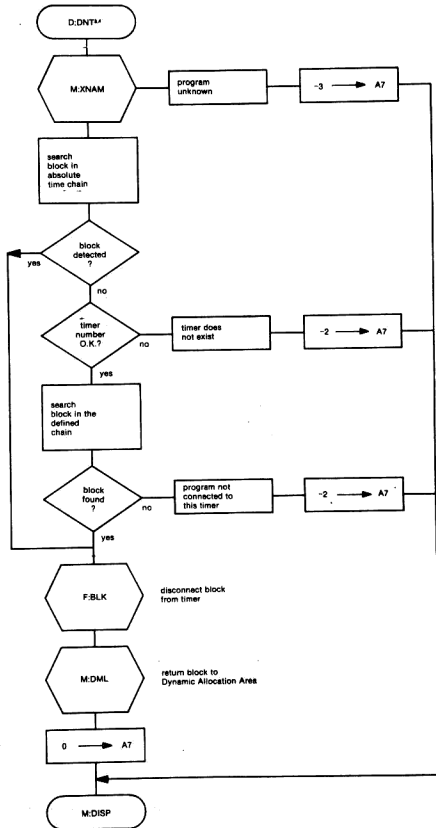 D:DNTM
M:XNAM
program
unknown
-3 → A7
search
block in
absolute
time chain
block
detected
?
yes
no
timer
number
O.K.?
no
timer does
not exist
-2 → A7
yes
search
block in the
defined
chain
block
found
?
no
program not
connected to
this timer
-2 → A7
yes
F:BLK
disconnect block
from timer
M:DML
return block to
Dynamic Allocation Area
0 → A7
M:DISP